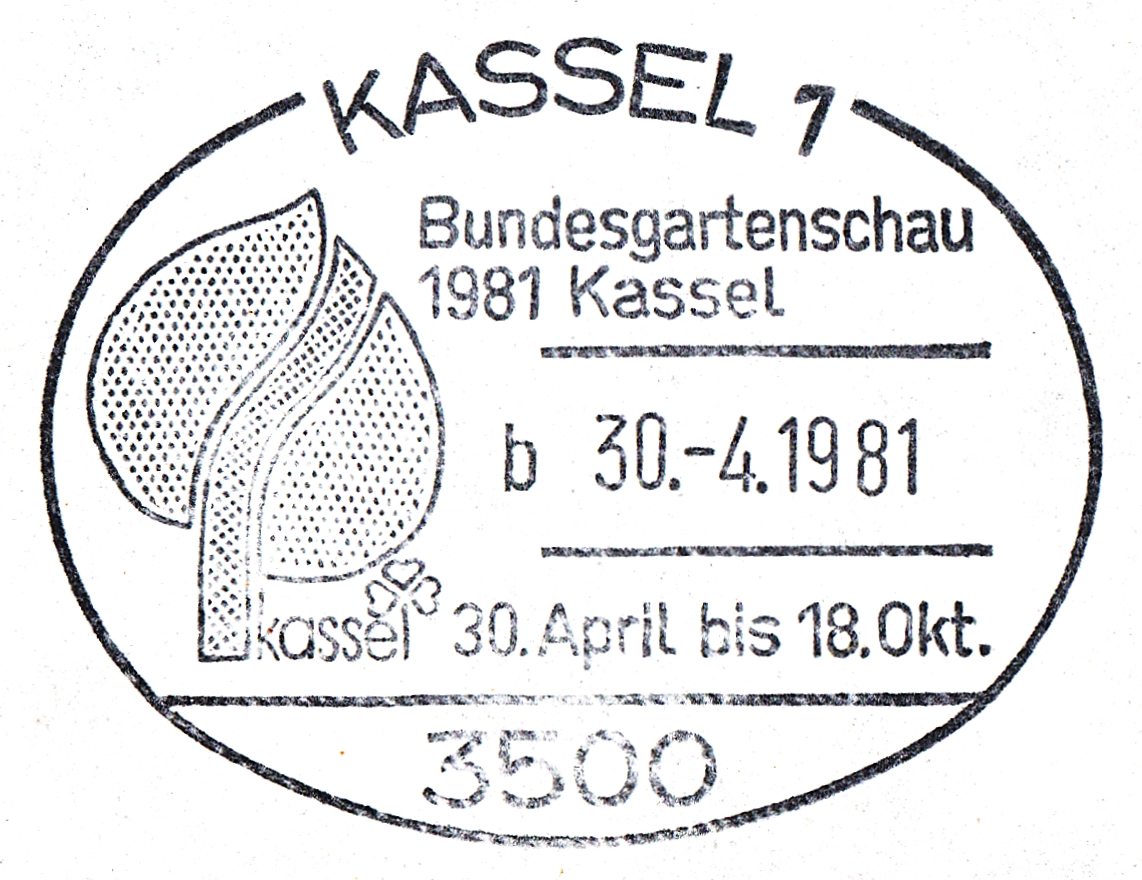 KASSEL 1
Bundesgartenschau
1981 Kassel
b 30.-4.1981
kassel 30. April bis 18. Okt.
3500